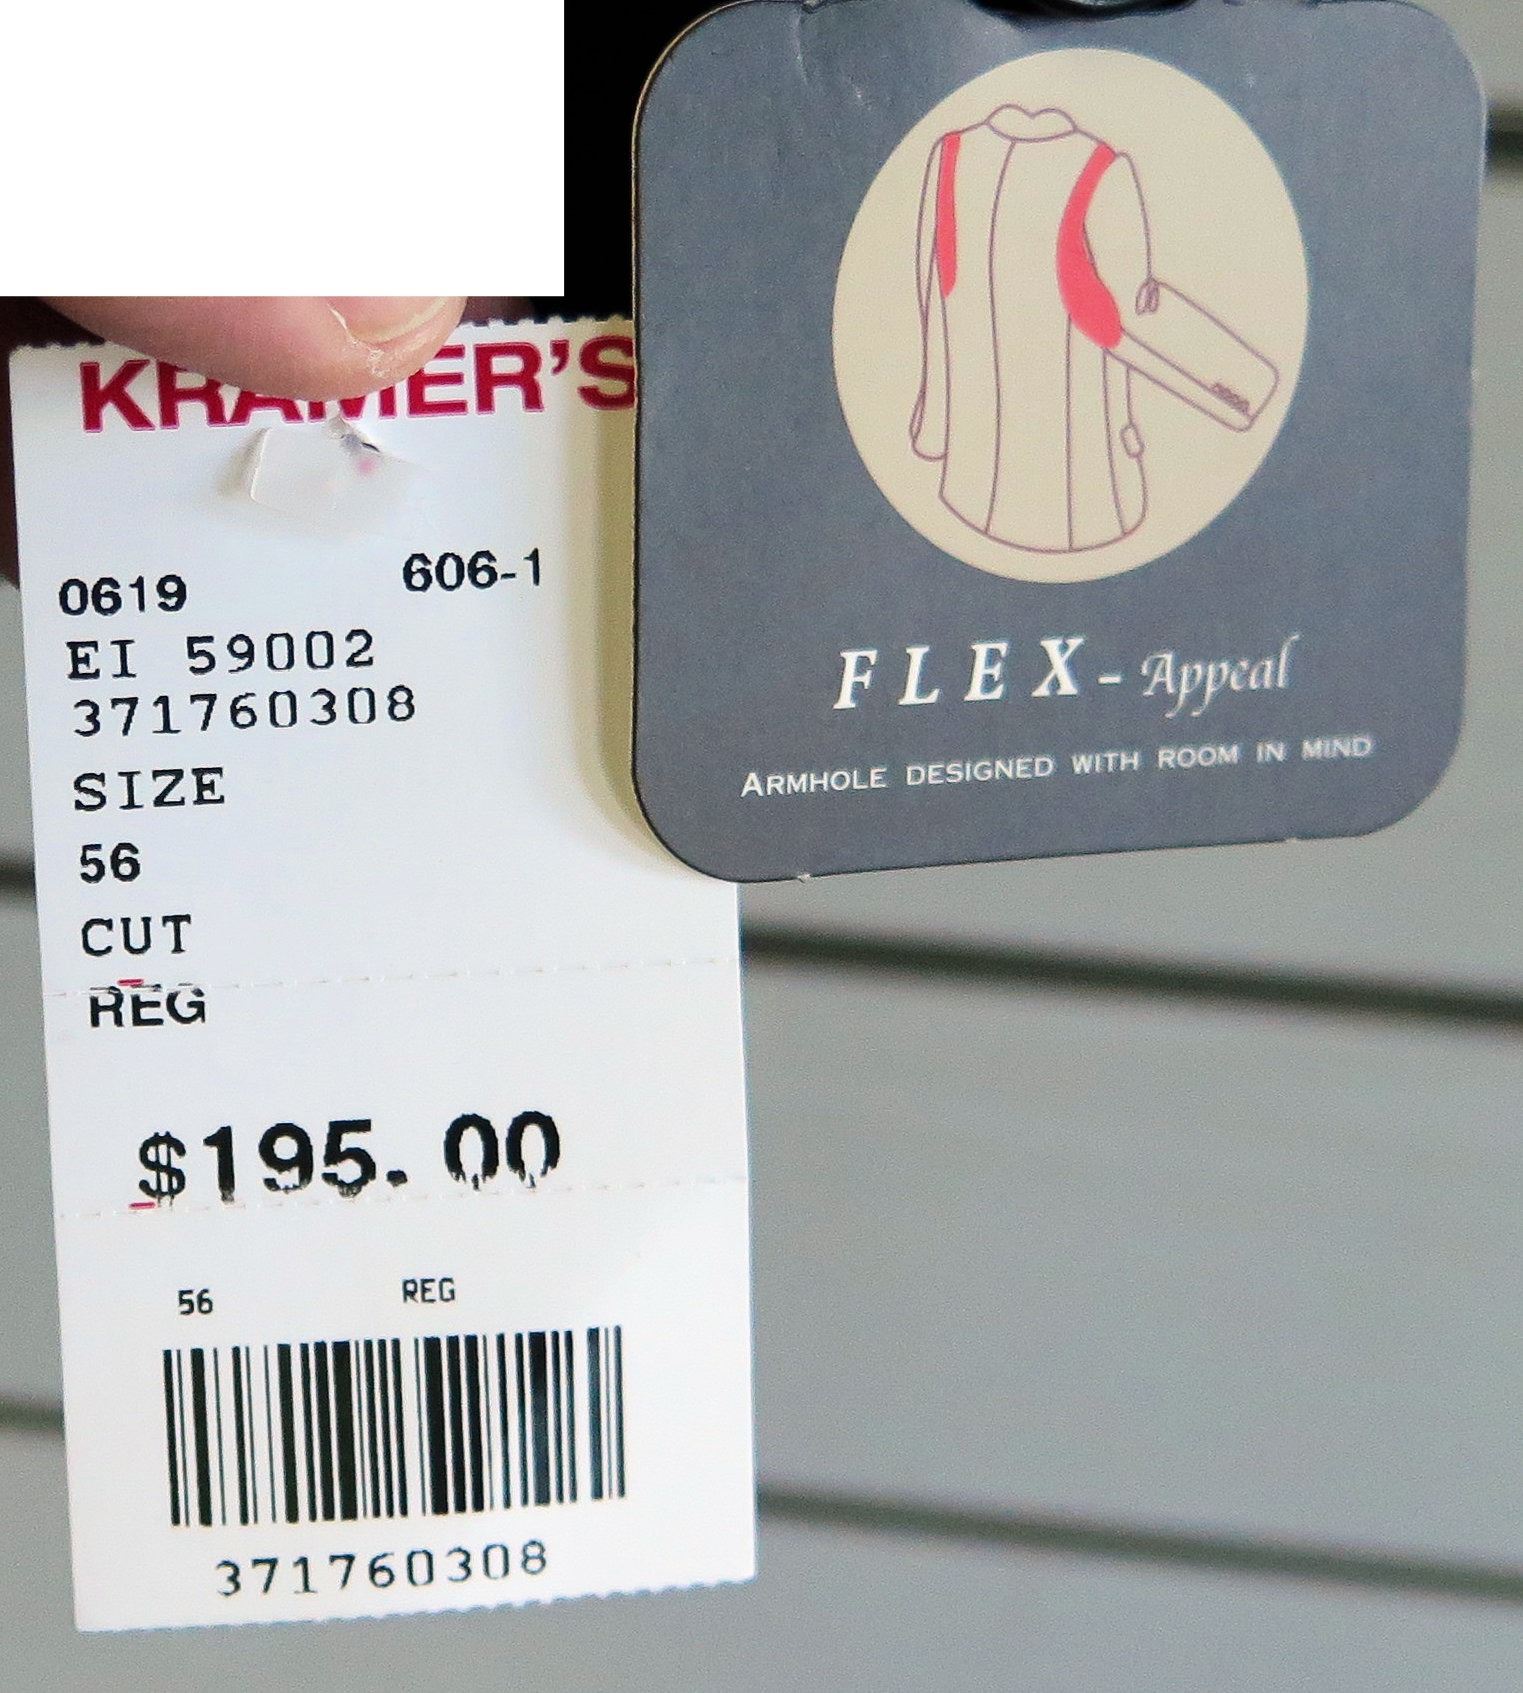 KRAMER'S
0619 606-1
EI 59002
371760308
SIZE
56
CUT
REG
$195.00
56 REG
371760308
FLEX - Appeal
ARMHOLE DESIGNED WITH ROOM IN MIND